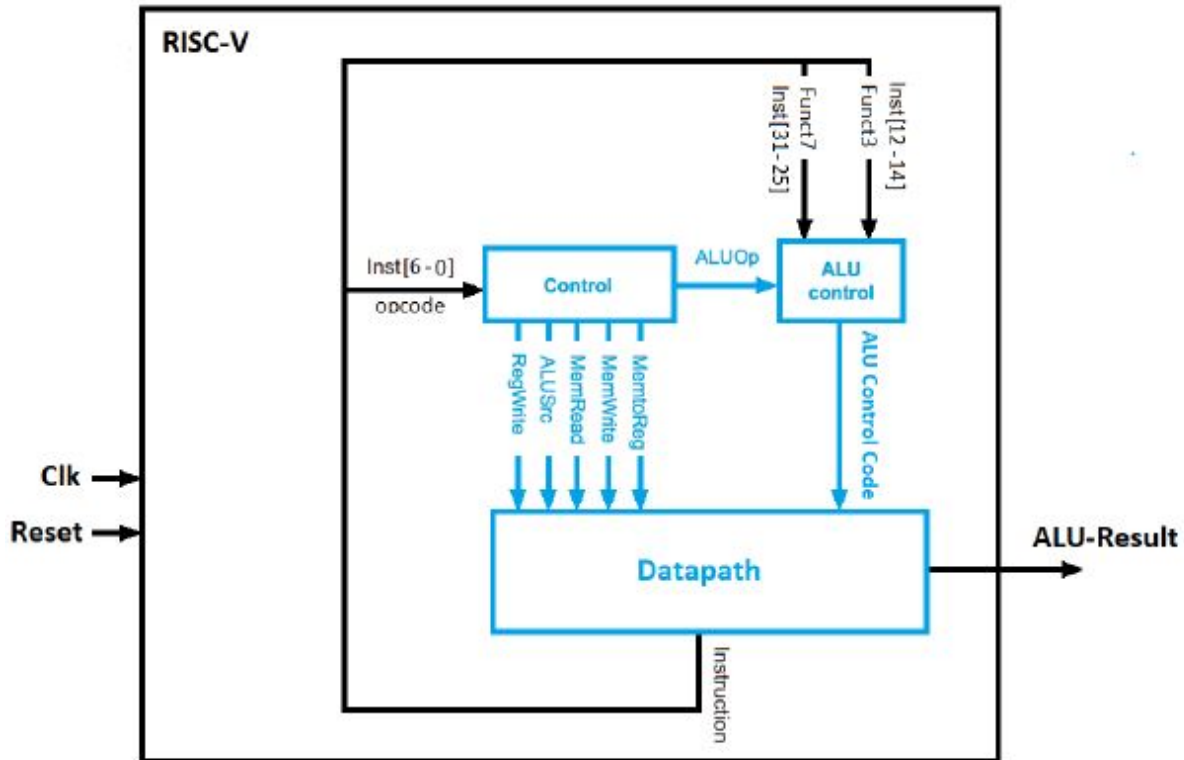 RISC-V
Inst[31-25]
Funct7
Funct3
Inst[12-14]
Inst[6-0]
opcode
Control
ALUOp
ALU
control
RegWrite
ALUSrc
MemRead
MemWrite
MemtoReg
ALU Control Code
Clk
Reset
Datapath
ALU-Result
Instruction